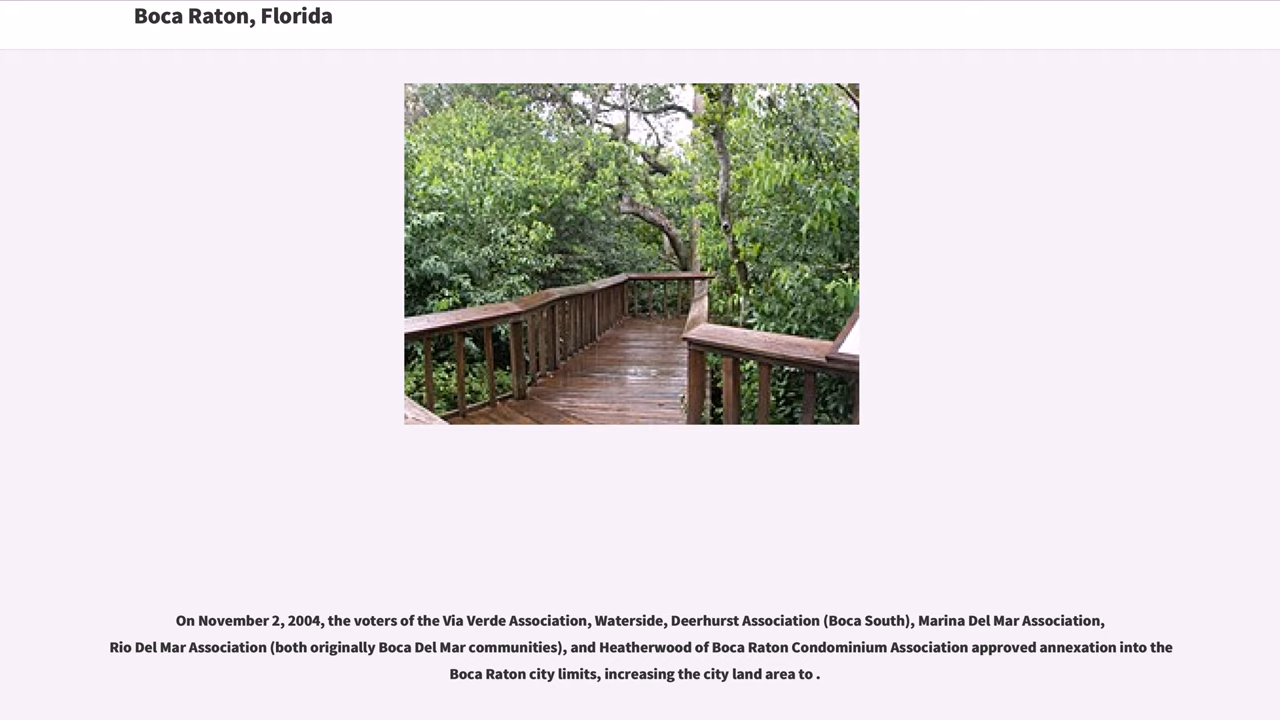 Boca Raton, Florida
On November 2, 2004, the voters of the Via Verde Association, Waterside, Deerhurst Association (Boca South), Marina Del Mar Association,
Rio Del Mar Association (both originally Boca Del Mar communities), and Heatherwood of Boca Raton Condominium Association approved annexation into the
Boca Raton city limits, increasing the city land area to .